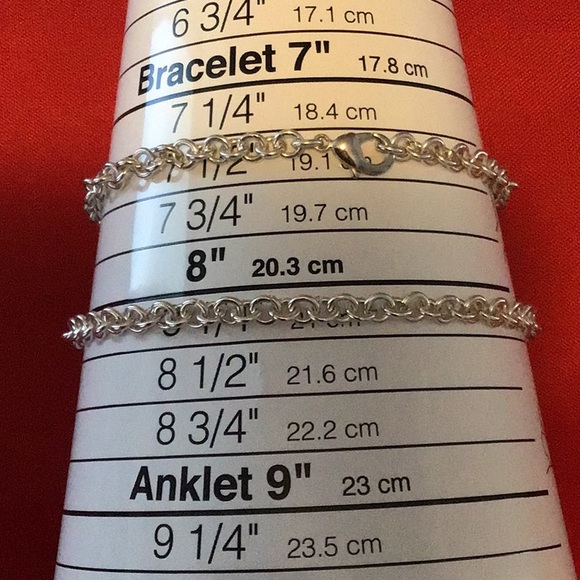 6 3/4" 17.1 cm
Bracelet 7" 17.8 cm
7 1/4" 18.4 cm
7 1/2" 19.1 cm
7 3/4" 19.7 cm
8" 20.3 cm
8 1/2" 21.6 cm
8 3/4" 22.2 cm
Anklet 9" 23 cm
9 1/4" 23.5 cm